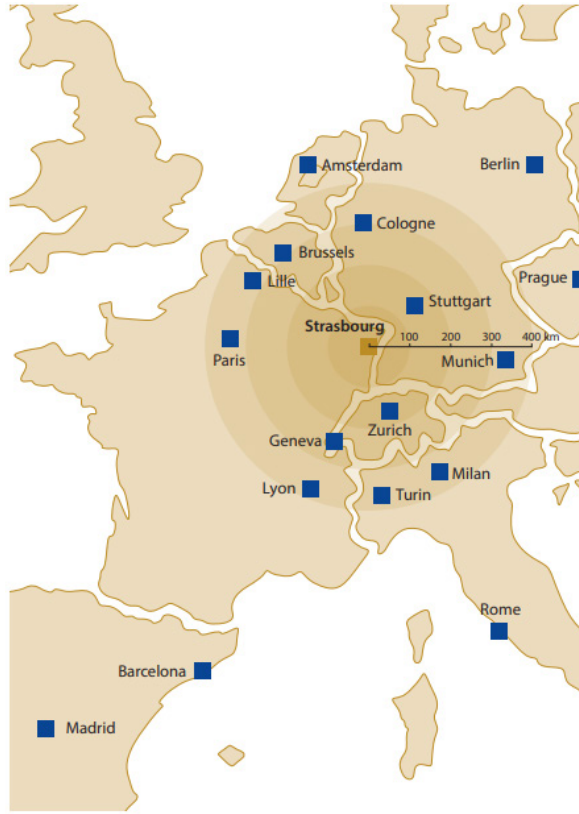 Amsterdam
Berlin
Cologne
Brussels
Prague
Lille
Stuttgart
Strasbourg
100 200 300 400 km
Paris
Munich
Zurich
Geneva
Milan
Lyon
Turin
Rome
Barcelona
Madrid